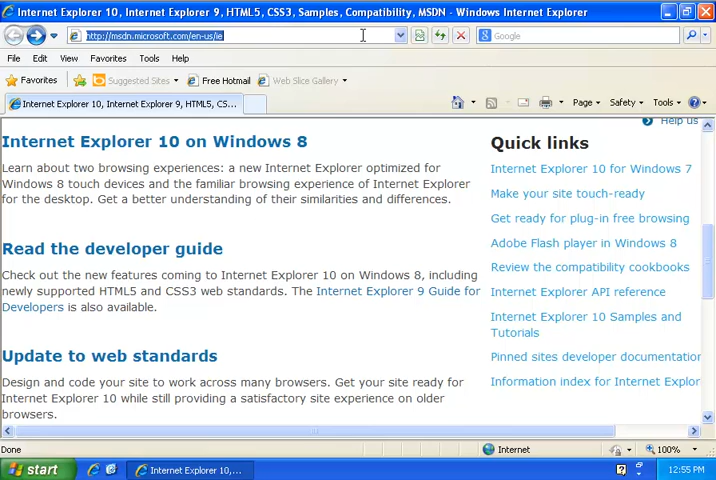 Internet Explorer 10, Internet Explorer 9, HTML5, CSS3, Samples, Compatibility, MSDN - Windows Internet Explorer
http://msdn.microsoft.com/en-us/ie
Google
File Edit View Favorites Tools Help
Favorites Suggested Sites Free Hotmail Web Slice Gallery
Internet Explorer 10, Internet Explorer 9, HTML5, CS...
Page Safety Tools
Help us
Internet Explorer 10 on Windows 8
Learn about two browsing experiences: a new Internet Explorer optimized for
Windows 8 touch devices and the familiar browsing experience of Internet Explorer
for the desktop. Get a better understanding of their similarities and differences.
Read the developer guide
Check out the new features coming to Internet Explorer 10 on Windows 8, including
newly supported HTML5 and CSS3 web standards. The Internet Explorer 9 Guide for
Developers is also available.
Update to web standards
Design and code your site to work across many browsers. Get your site ready for
Internet Explorer 10 while still providing a satisfactory site experience on older
browsers.
Quick links
Internet Explorer 10 for Windows 7
Make your site touch-ready
Get ready for plug-in free browsing
Adobe Flash player in Windows 8
Review the compatibility cookbooks
Internet Explorer API reference
Internet Explorer 10 Samples and
Tutorials
Pinned sites developer documentation
Information index for Internet Explor
Done Internet 100%
start Internet Explorer 10,... 12:55 PM